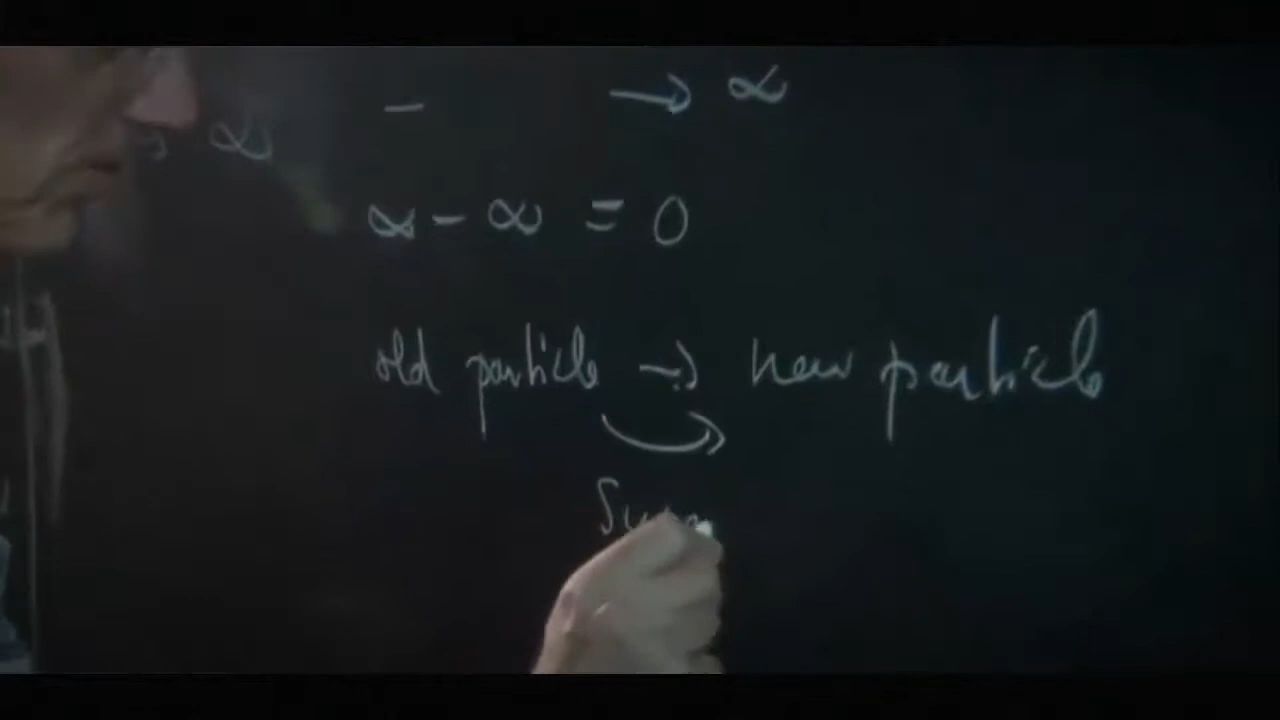 - → ∞
∞
∞ - ∞ = 0
old particle → new particle